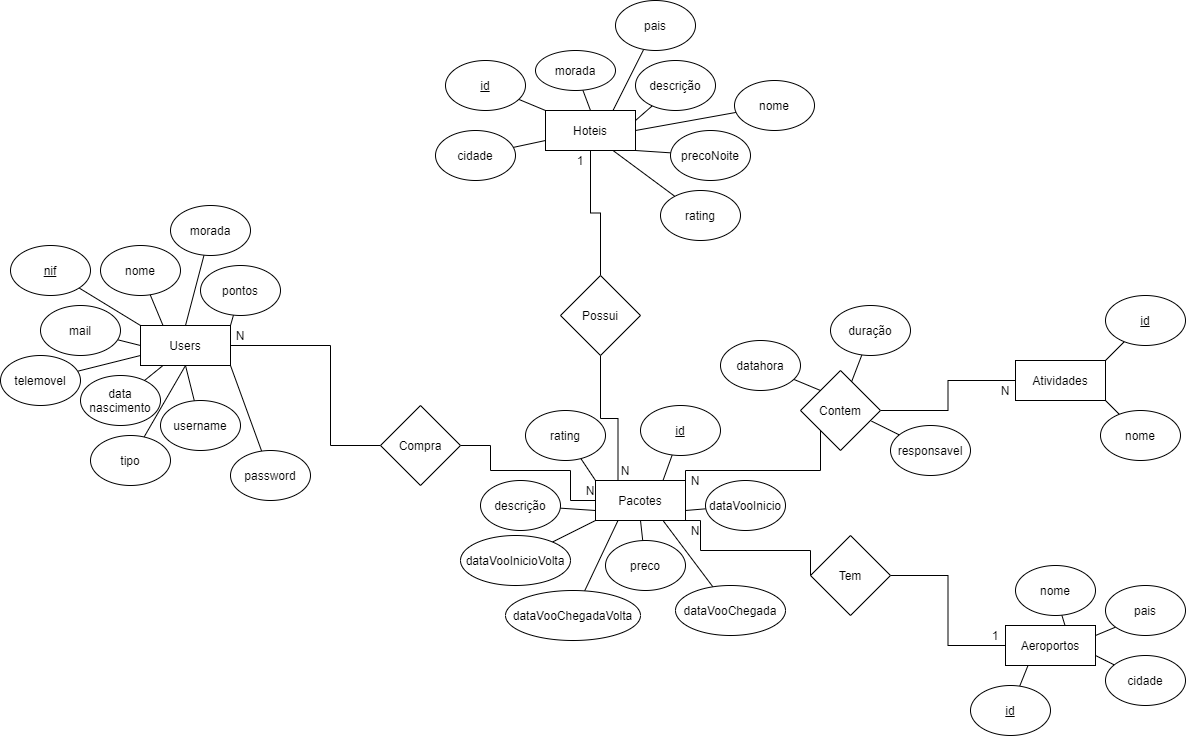 pais
morada
id
descrição
nome
Hoteis
cidade
precoNoite
1
rating
morada
nif
nome
pontos
mail
Users
N
telemovel
data
nascimento
username
tipo
password
Possui
Compra
duração
datahora
Contem
responsavel
id
Atividades
N
nome
rating
id
N
N
N
Pacotes
descrição
dataVooInicio
N
dataVooInicioVolta
preco
dataVooChegadaVolta
dataVooChegada
Tem
nome
pais
1
Aeroportos
cidade
id